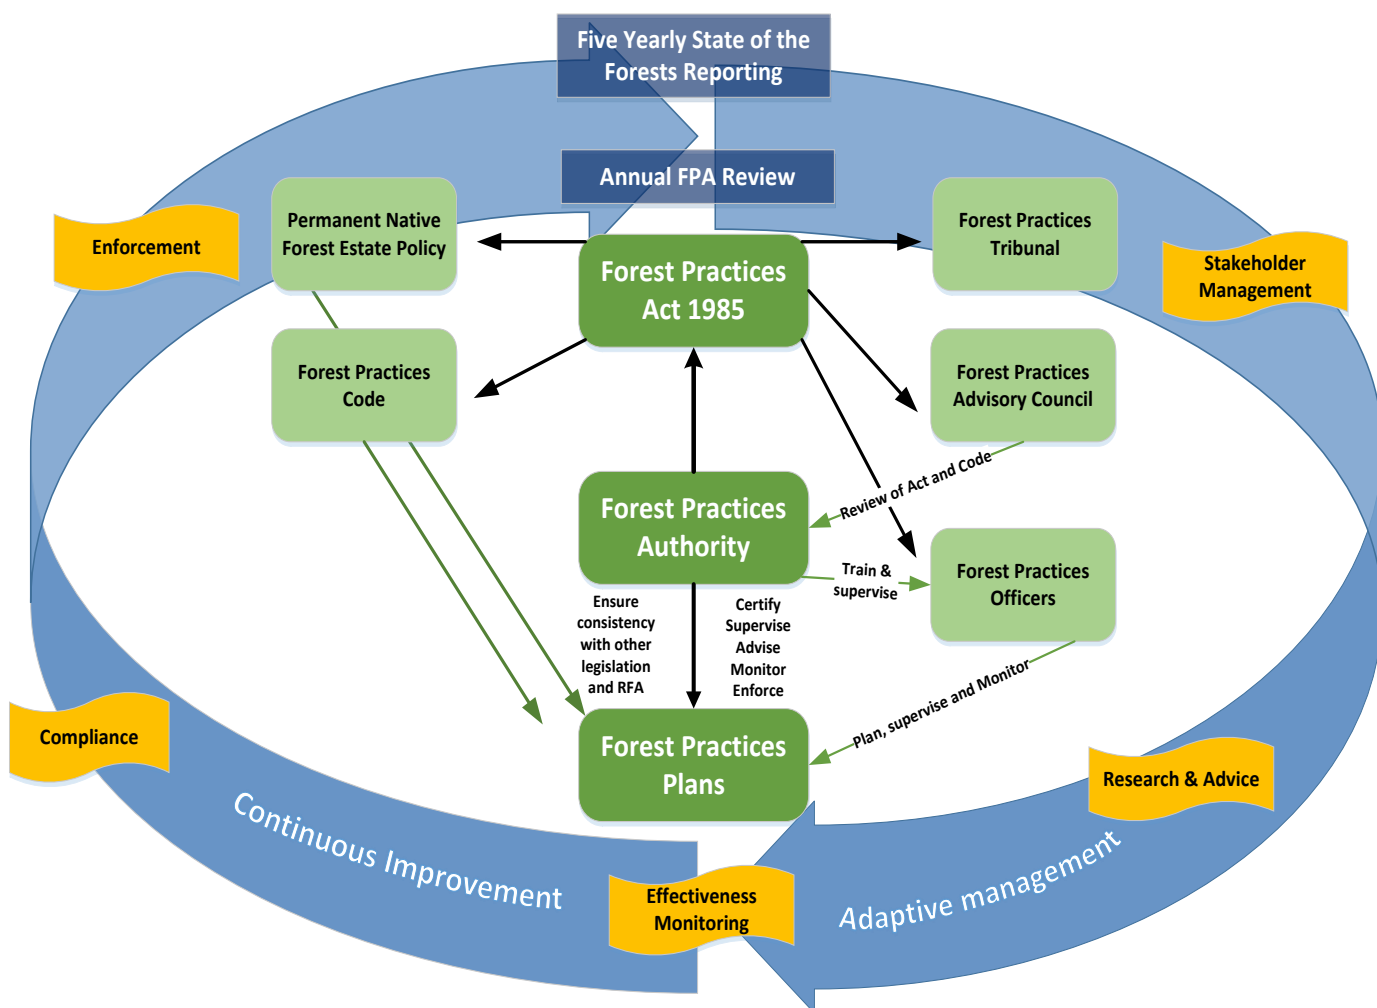 Five Yearly State of the
Forests Reporting
Annual FPA Review
Permanent Native
Forest Estate Policy
Forest Practices
Tribunal
Enforcement
Stakeholder
Management
Forest Practices
Act 1985
Forest Practices
Code
Forest Practices
Advisory Council
Review of Act and Code
Forest Practices
Authority
Train &
supervise
Forest Practices
Officers
Ensure
consistency
with other
legislation
and RFA
Certify
Supervise
Advise
Monitor
Enforce
Plan, supervise and Monitor
Compliance
Forest Practices
Plans
Research & Advice
Continuous Improvement
Effectiveness
Monitoring
Adaptive management